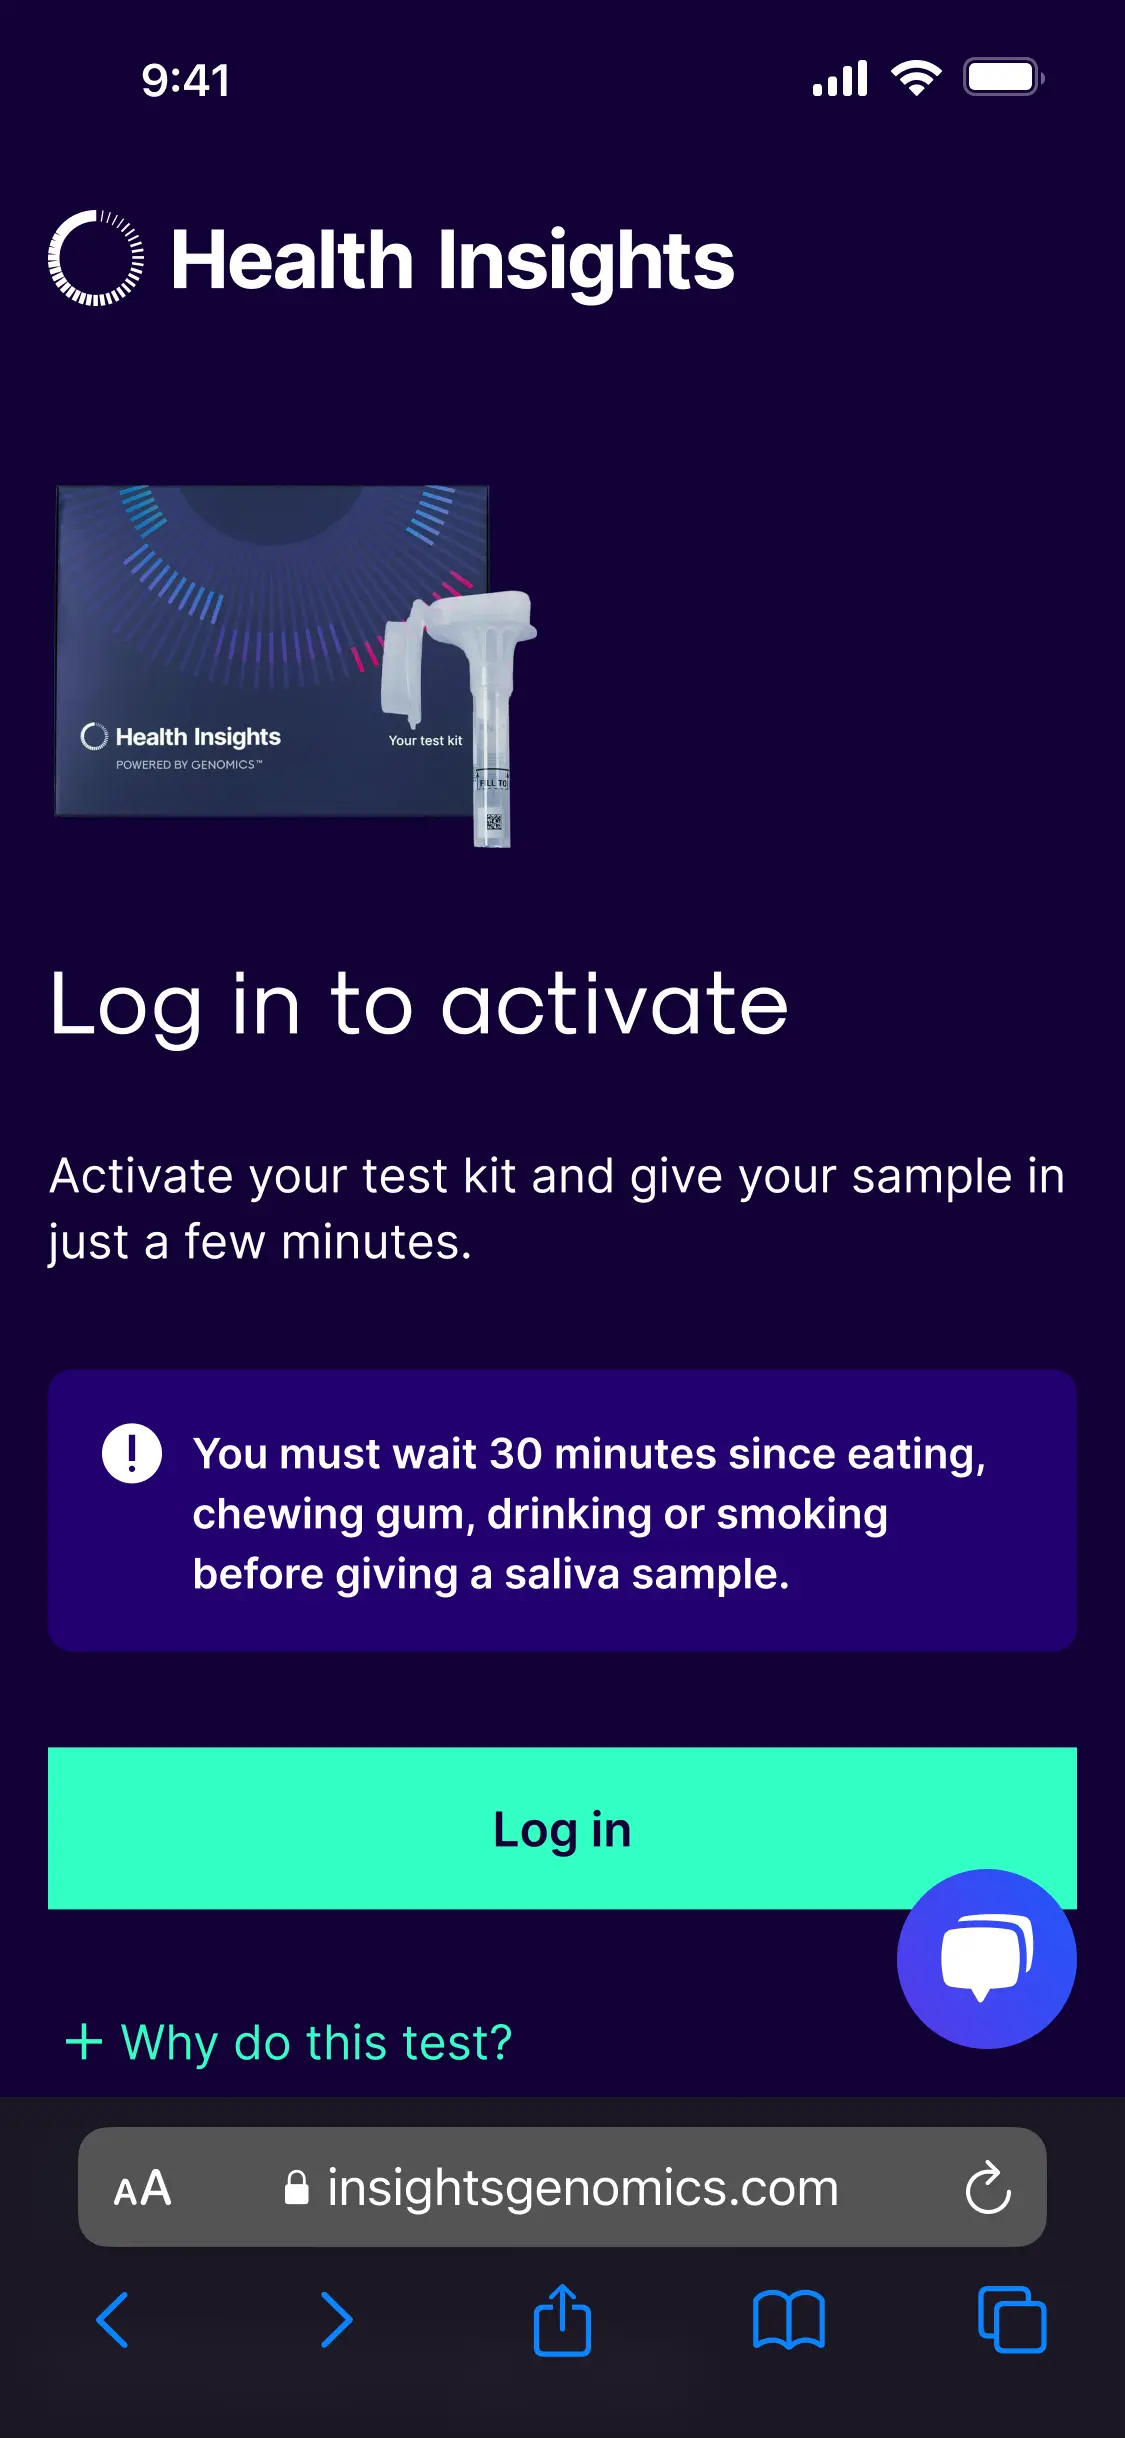 9:41
Health Insights
Health Insights
POWERED BY GENOMICS™
Your test kit
FILL TO
Log in to activate
Activate your test kit and give your sample in
just a few minutes.
! You must wait 30 minutes since eating,
chewing gum, drinking or smoking
before giving a saliva sample.
Log in
+ Why do this test?
AA insightsgenomics.com